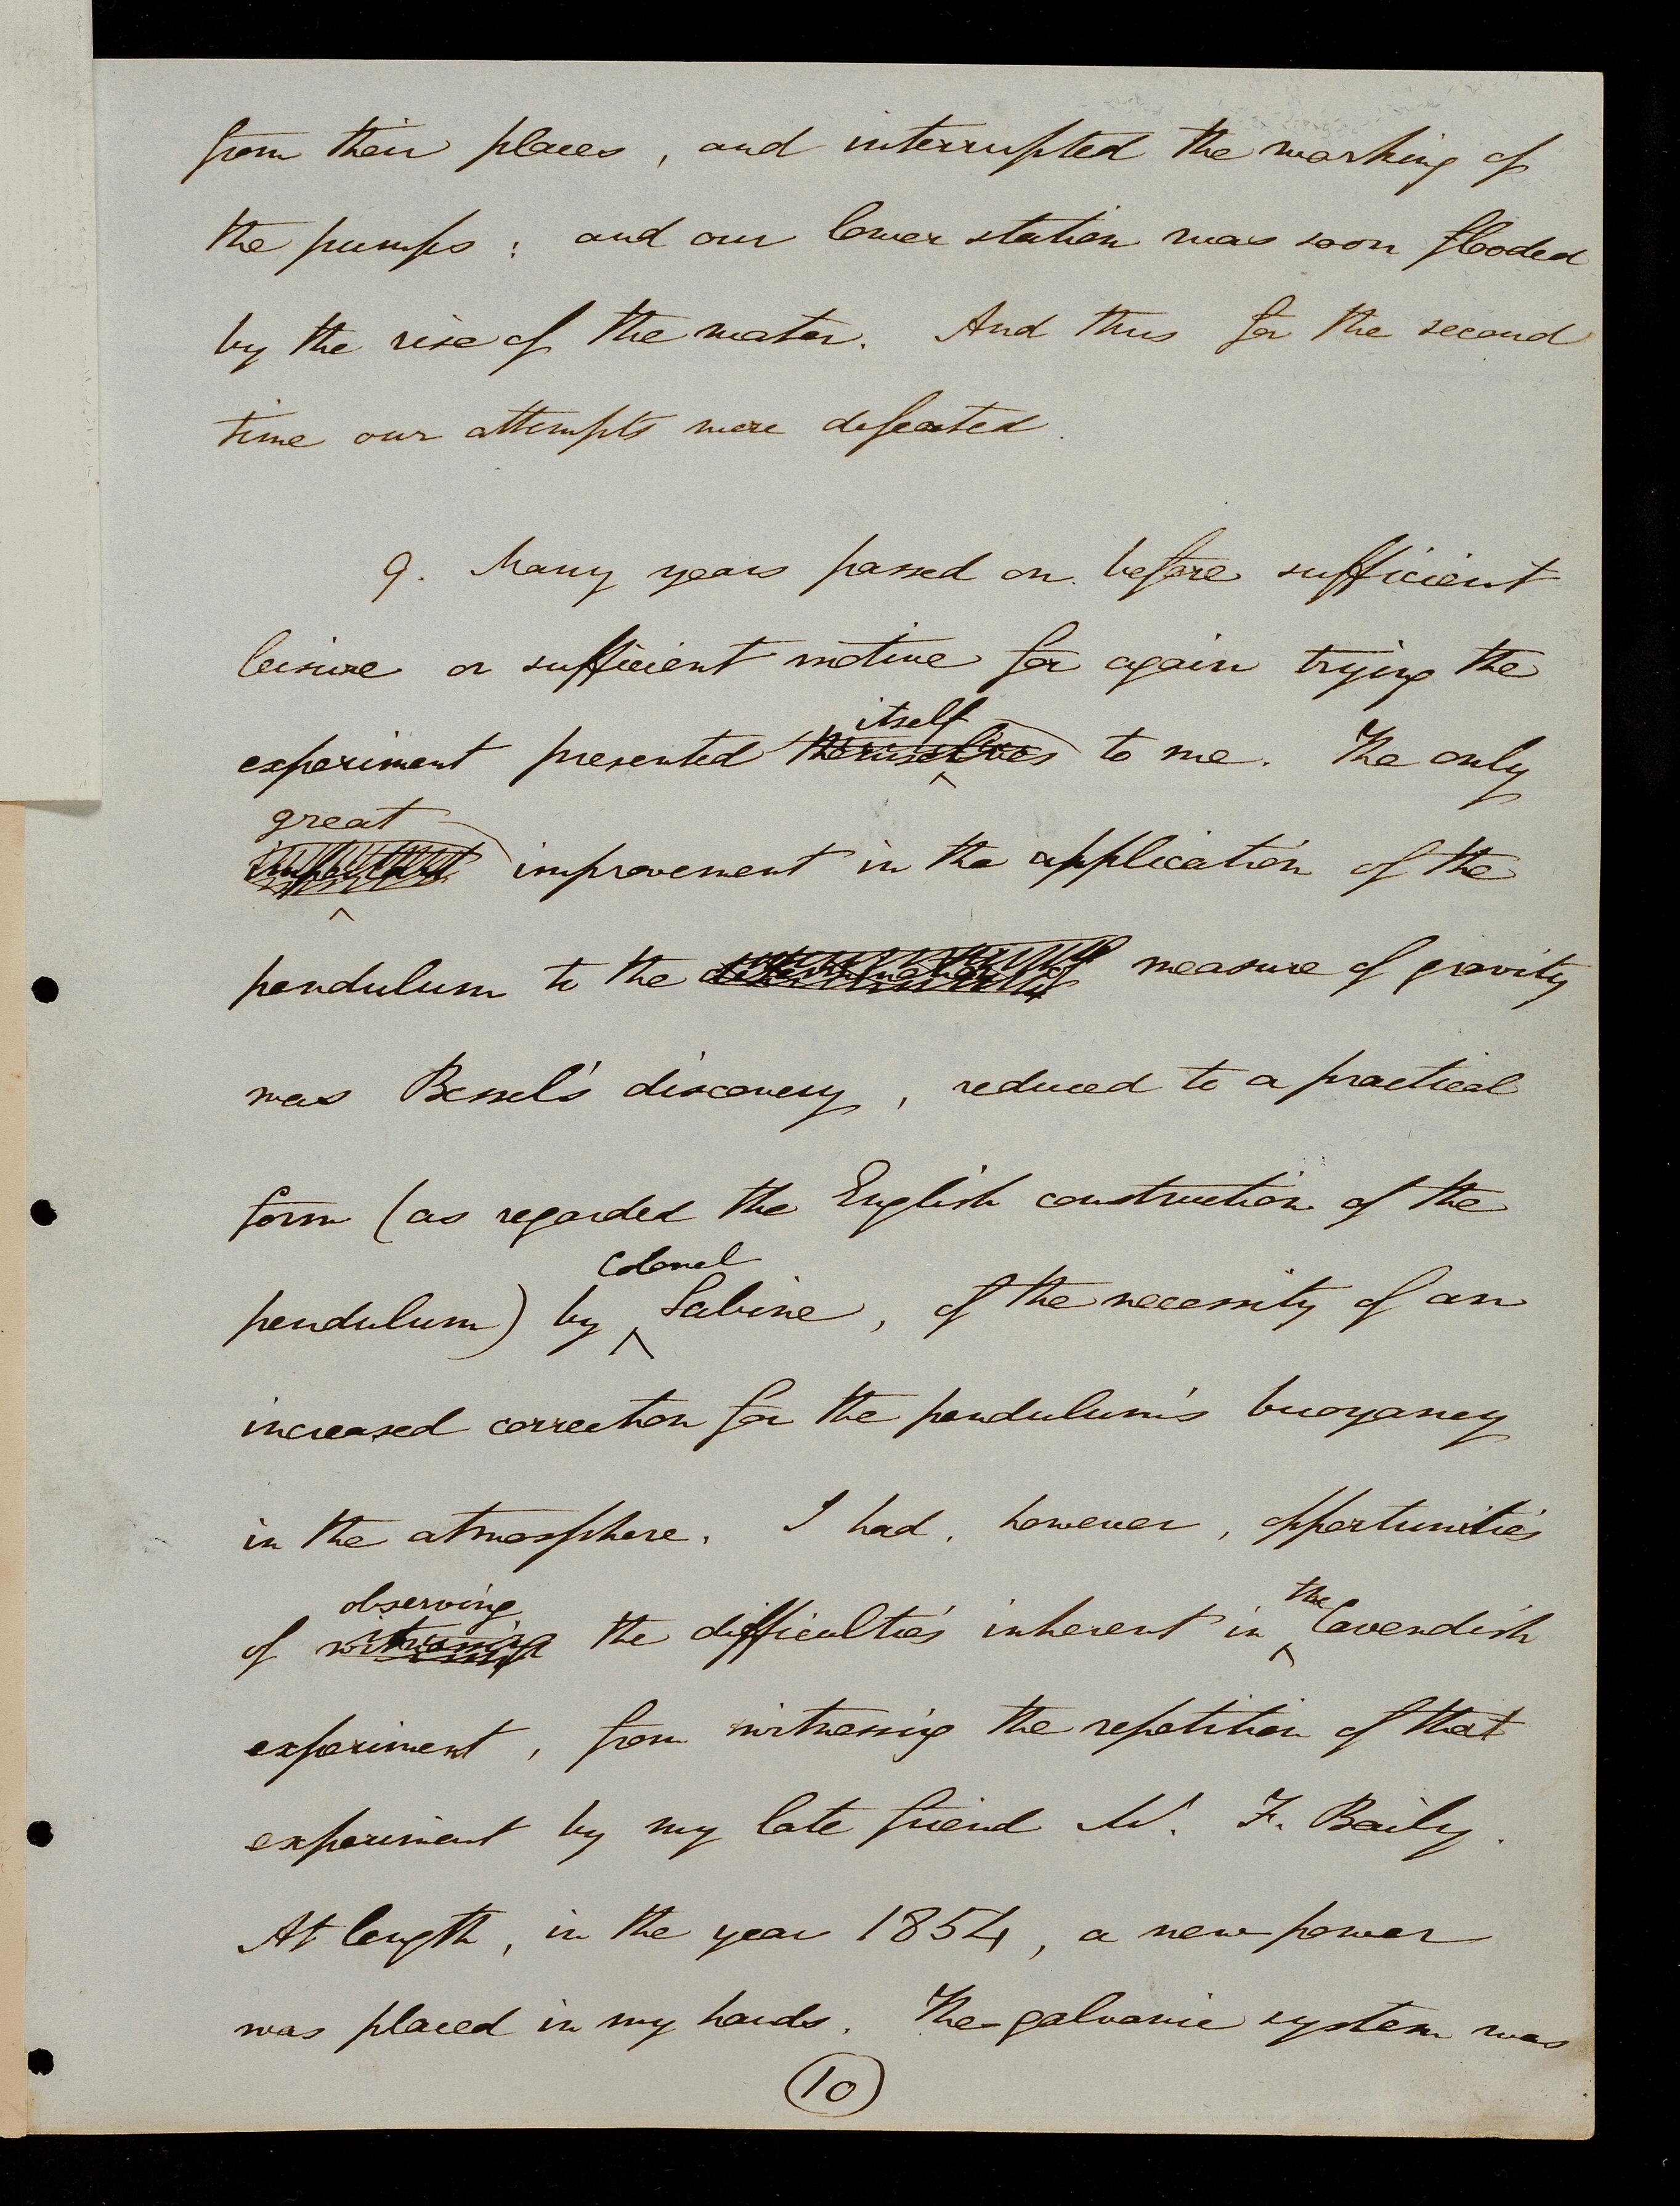 from their places, and interrupted the working of
the pumps: and our lower station was soon flooded
by the rise of the water. And thus for the second
time our attempts were defeated.
9. Many years passed on before sufficient
leisure or sufficient motive for again trying the
itself
experiment presented themselves to me. The only
great
important improvement in the application of the
pendulum to the determination of measure of gravity
was Bessel's discovery, reduced to a practical
form (as regarded the English construction of the
Colonel
pendulum) by Sabine, of the necessity of an
increased correction for the pendulum's buoyancy
in the atmosphere. I had, however, opportunities
observing the
of witnessing the difficulties inherent in Cavendish
experiment, from witnessing the repetition of that
experiment by my late friend Mr. F. Baily.
At length, in the year 1854, a new power
was placed in my hands. The galvanic system was
10